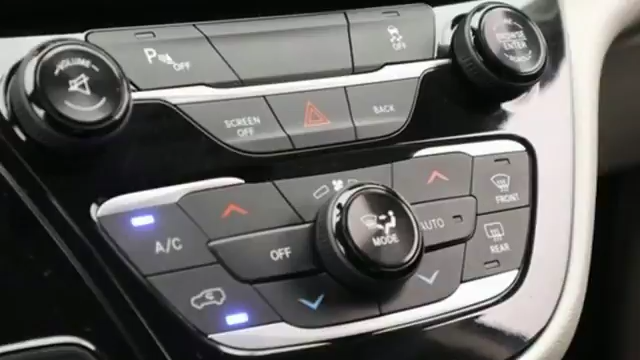 VOLUME
P OFF
OFF
BROWSE
ENTER
SCREEN
OFF
BACK
A/C
OFF
MODE
AUTO
FRONT
REAR